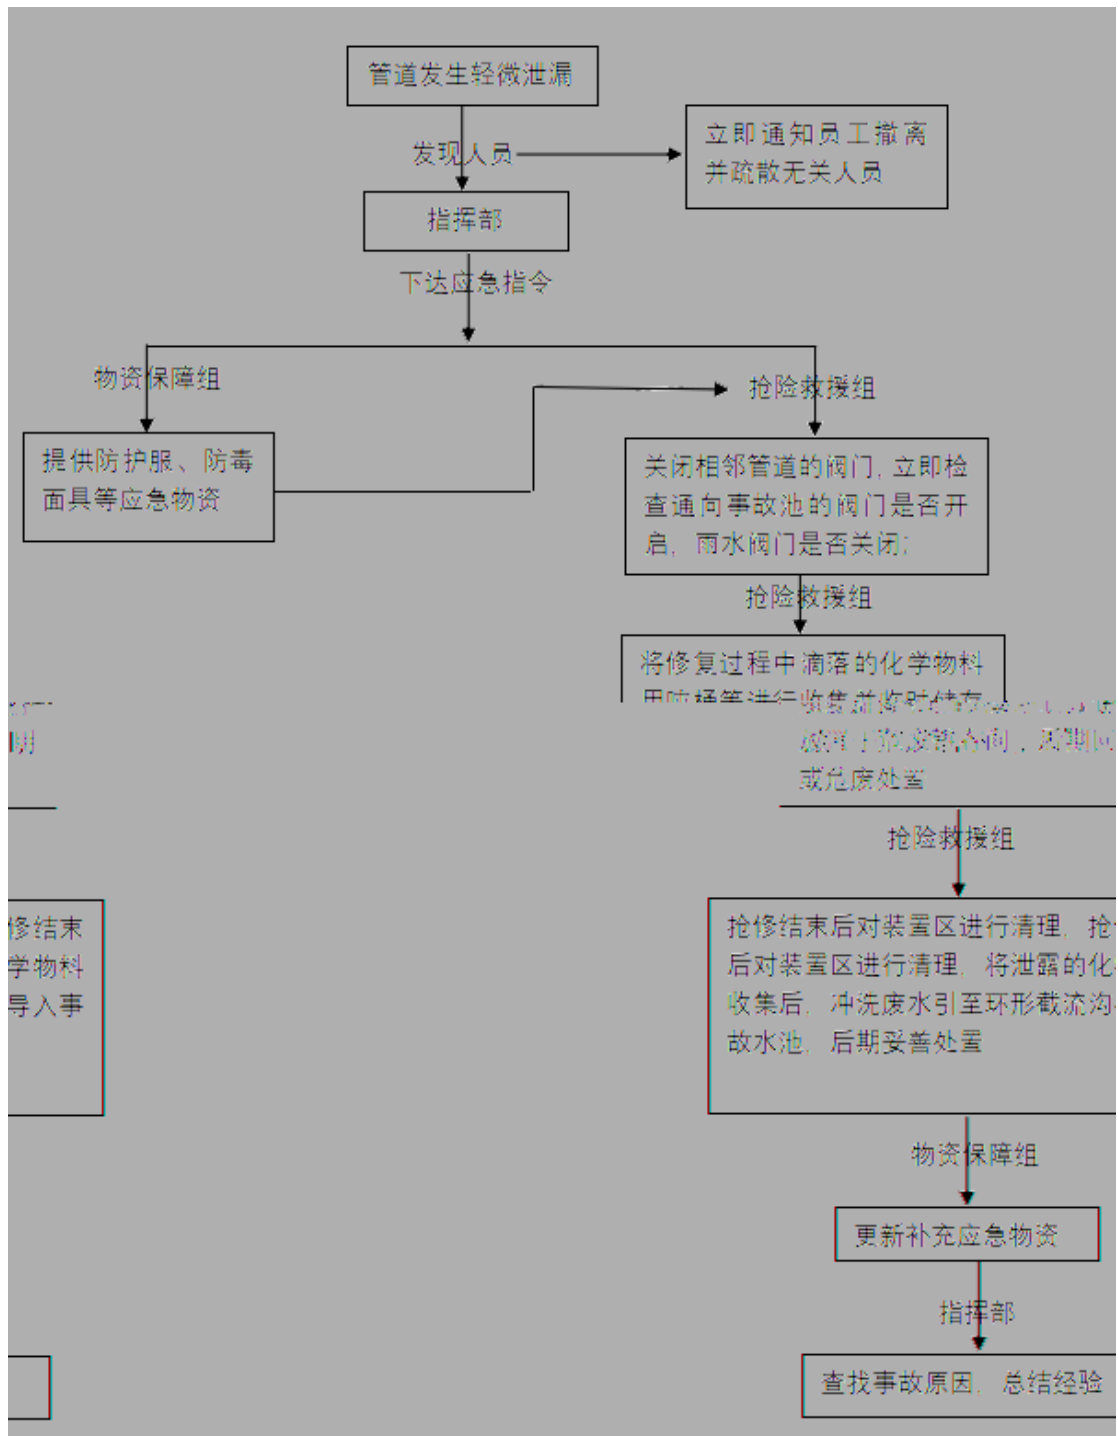 管道发生轻微泄漏
发现人员
立即通知员工撤离
并疏散无关人员
指挥部
下达应急指令
物资保障组
抢险救援组
提供防护服、防毒
面具等应急物资
关闭相邻管道的阀门,立即检
查通向事故池的阀门是否开
启,雨水阀门是否关闭;
抢险救援组
将修复过程中滴落的化学物料
明
或危废处置
抢险救援组
修结束
学物料
导入事
抢修结束后对装置区进行清理,抢
后对装置区进行清理,将泄露的化
收集后,冲洗废水引至环形截流沟
故水池,后期妥善处置
物资保障组
更新补充应急物资
指挥部
查找事故原因,总结经验